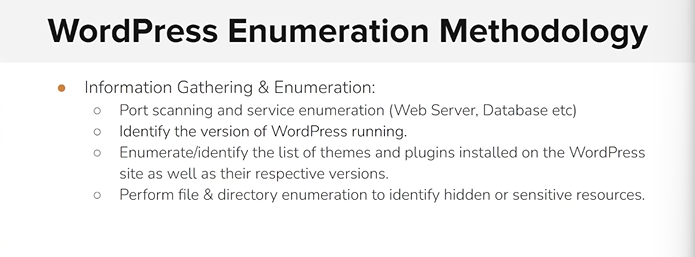 WordPress Enumeration Methodology
● Information Gathering & Enumeration:
○ Port scanning and service enumeration (Web Server, Database etc)
○ Identify the version of WordPress running.
○ Enumerate/identify the list of themes and plugins installed on the WordPress
site as well as their respective versions.
○ Perform file & directory enumeration to identify hidden or sensitive resources.